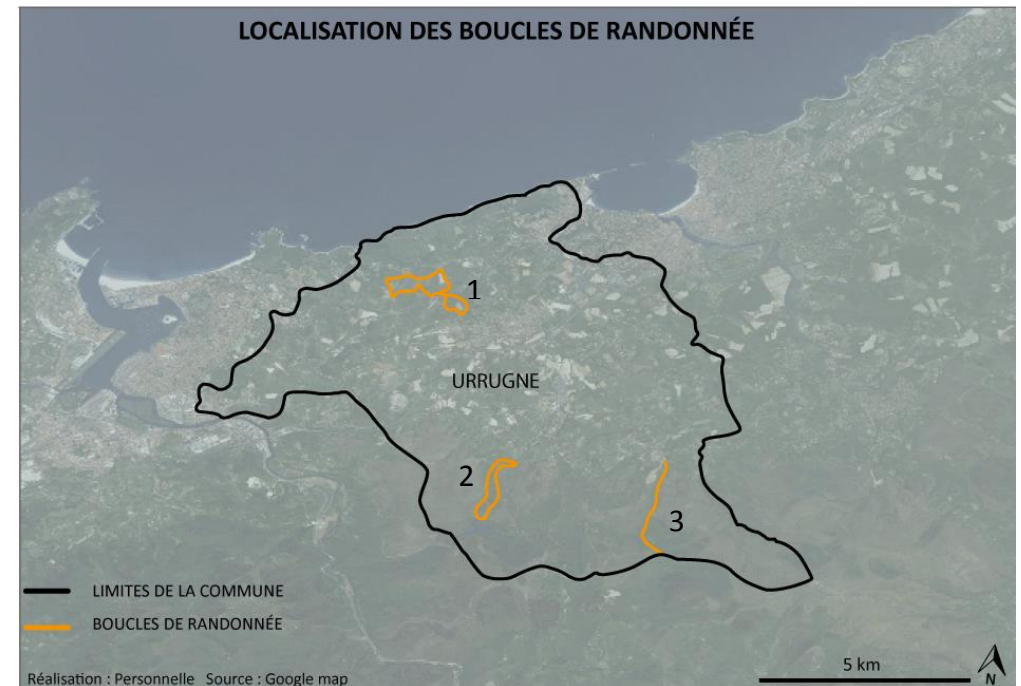 LOCALISATION DES BOUCLES DE RANDONNÉE
1
URRUGNE
2
3
LIMITES DE LA COMMUNE
BOUCLES DE RANDONNÉE
5 km
N
Réalisation : Personnelle Source : Google map